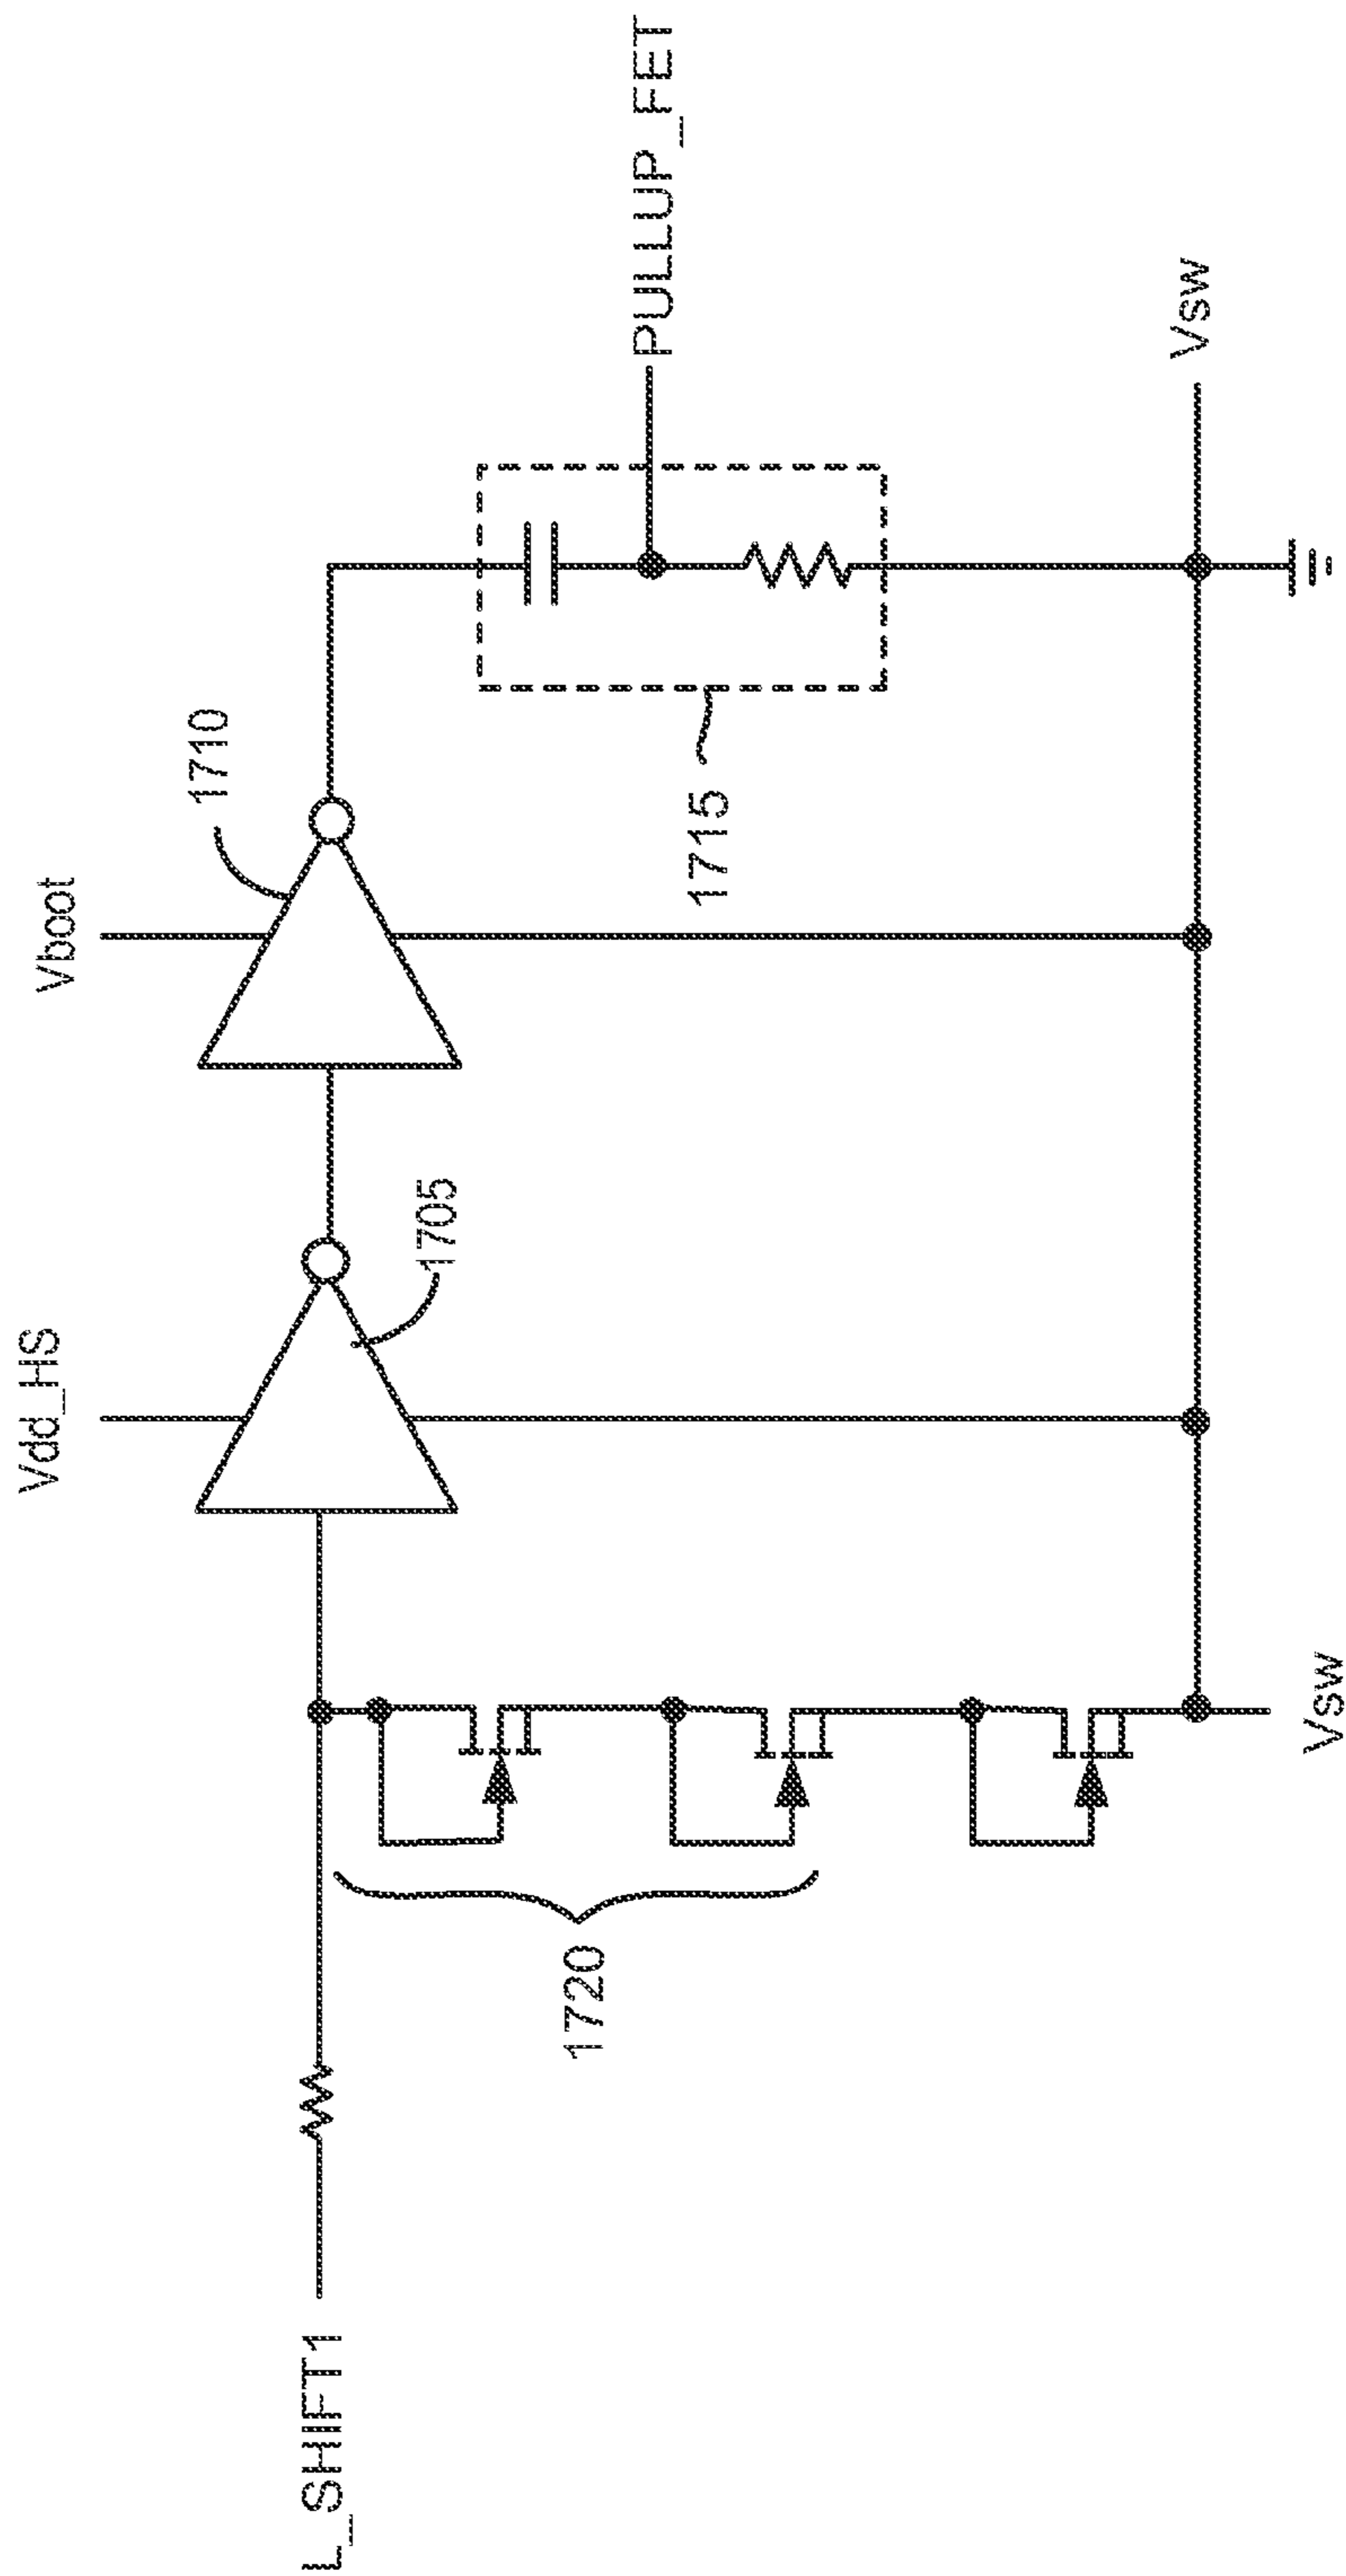 Vdd_HS
Vboot
1710
1705
L_SHIFT1
1720
1715
PULLUP_FET
Vsw
Vsw